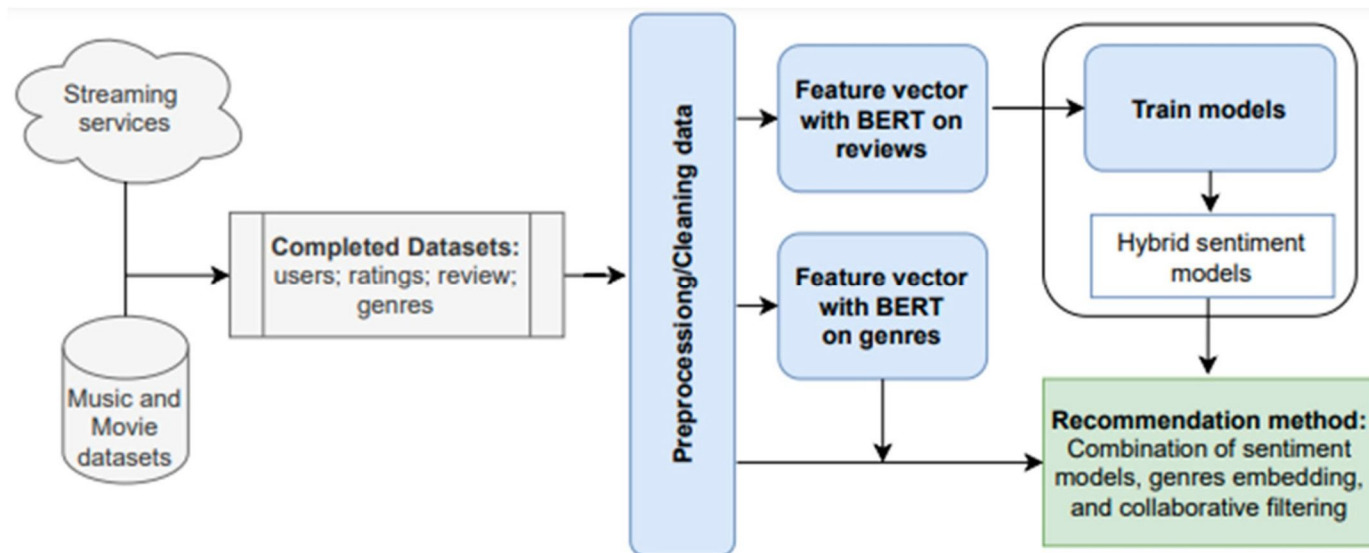 Streaming
services
Music and
Movie
datasets
Completed Datasets:
users; ratings; review;
genres
Preprocessiong/Cleaning data
Feature vector
with BERT on
reviews
Feature vector
with BERT
on genres
Train models
Hybrid sentiment
models
Recommendation method:
Combination of sentiment
models, genres embedding,
and collaborative filtering